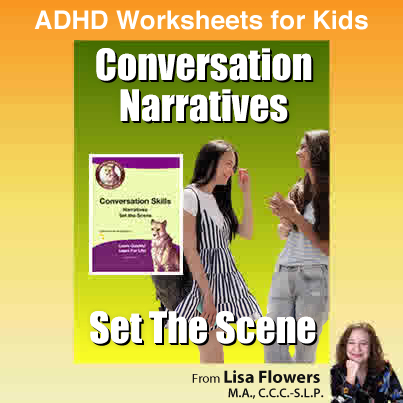 ADHD Worksheets for Kids
Conversation
Narratives
Conversation Skills
Narratives
Set the Scene
Learn Quickly!
Learn For Life!
Set The Scene
From Lisa Flowers
M.A., C.C.C.-S.L.P.